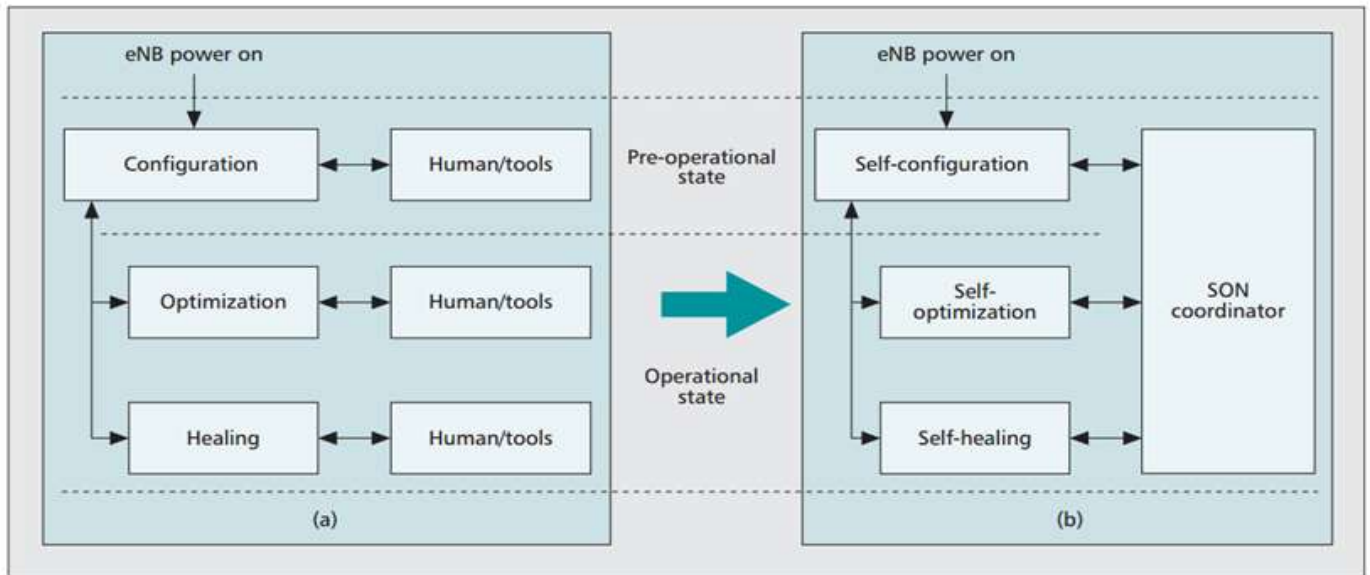 eNB power on
Configuration
Human/tools
Optimization
Human/tools
Healing
Human/tools
(a)
Pre-operational
state
Operational
state
eNB power on
Self-configuration
Self-
optimization
Self-healing
SON
coordinator
(b)